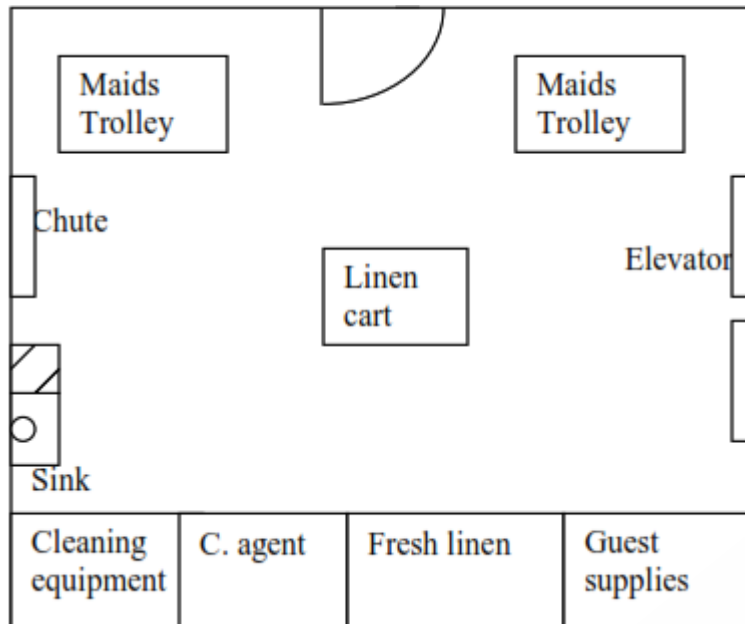 Maids
Trolley
Maids
Trolley
Chute
Elevator
Linen
cart
Sink
Cleaning
equipment
C. agent
Fresh linen
Guest
supplies